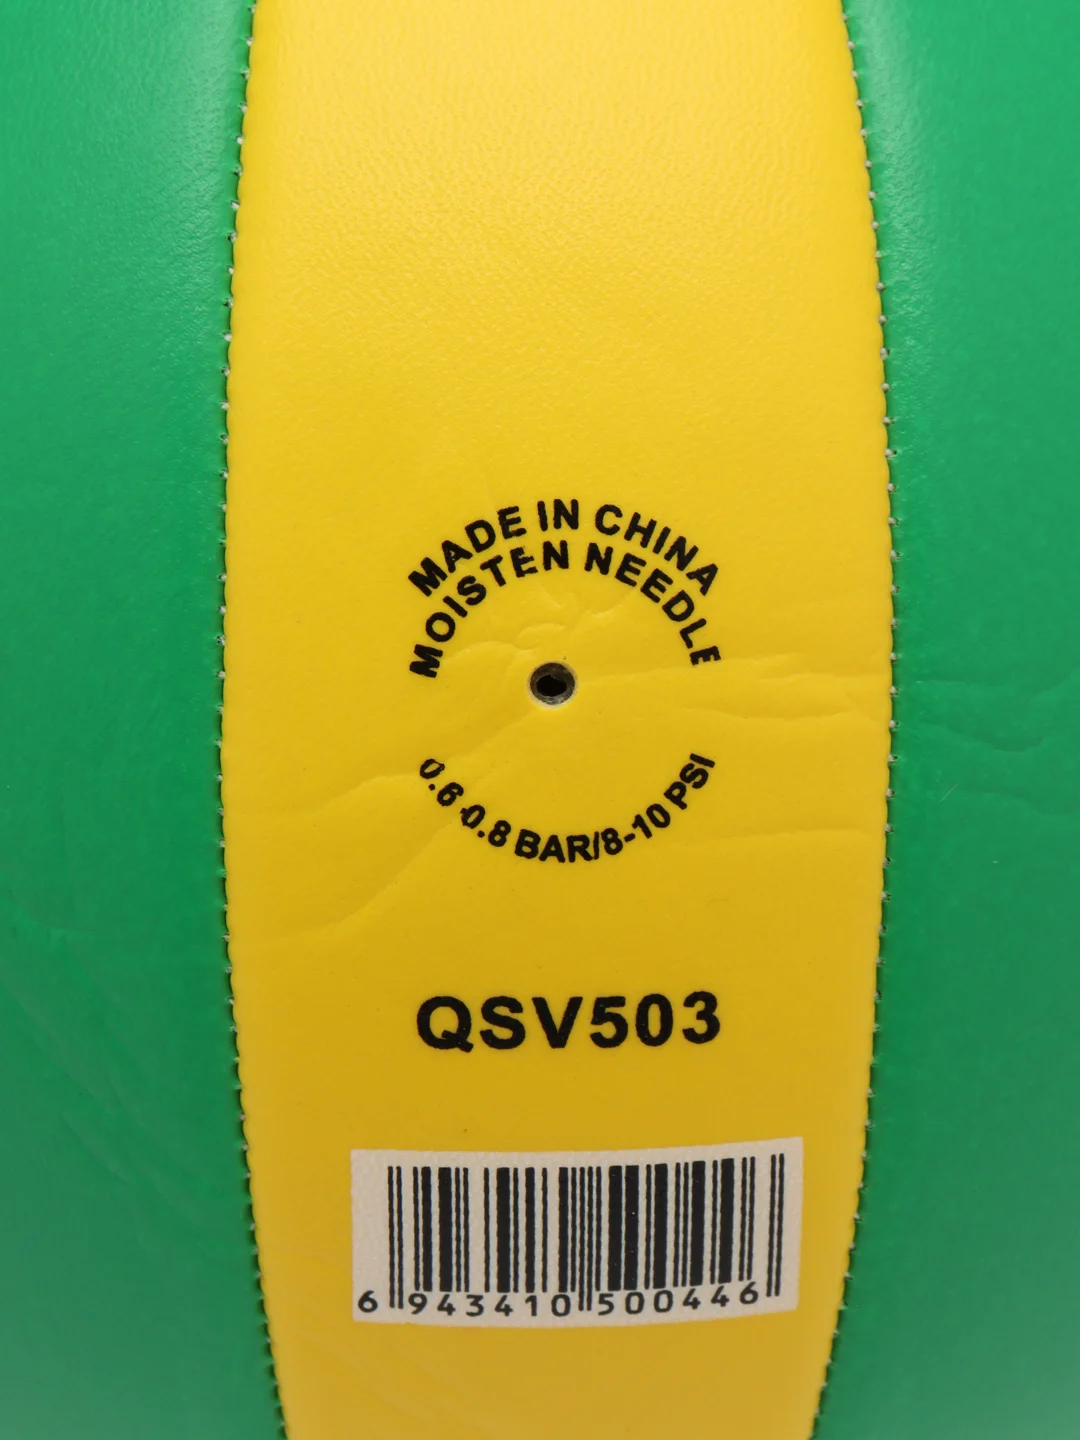 MADE IN CHINA
MOISTEN NEEDLE
0.6-0.8 BAR/8-10 PSI
QSV503
6 943410 500446